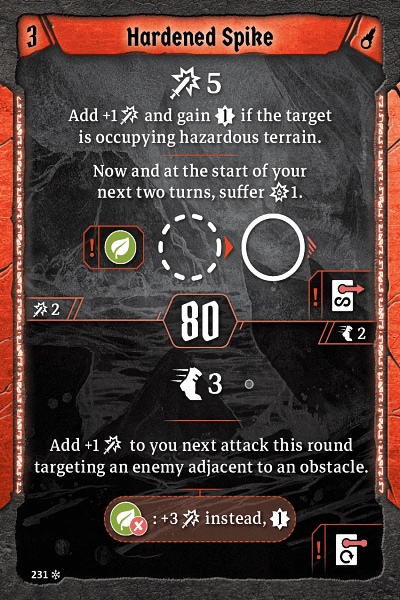 3
Hardened Spike
5
Add +1 and gain if the target
is occupying hazardous terrain.
Now and at the start of your
next two turns, suffer 1.
!
!
2
80
2
3
Add +1 to you next attack this round
targeting an enemy adjacent to an obstacle.
: +3 instead,
!
231